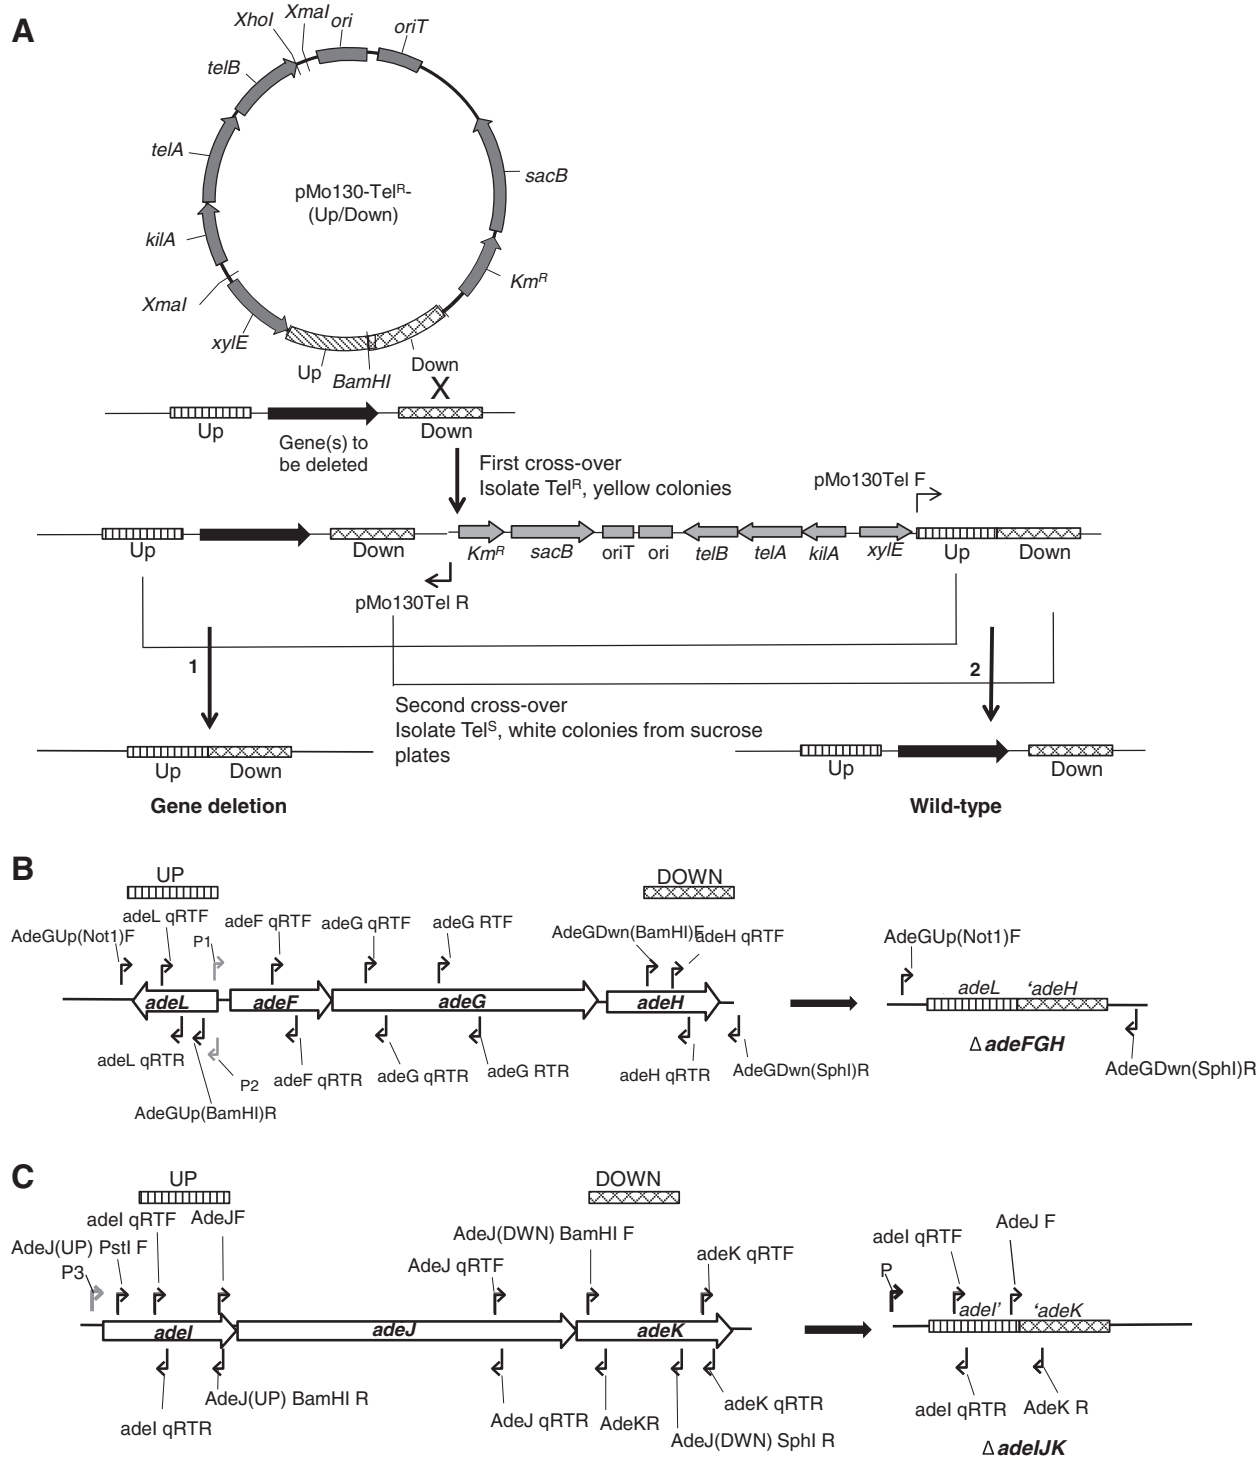 A
XhoI
XmaI
ori
oriT
telB
telA
sacB
pMo130-TelR-
(Up/Down)
kilA
KmR
XmaI
xylE
Up
BamHI
Down
X
Up
Gene(s) to
be deleted
Down
First cross-over
Isolate TelR, yellow colonies
pMo130Tel F
Up
Down
KmR
sacB
oriT
ori
telB
telA
kilA
xylE
Up
Down
pMo130Tel R
1
2
Second cross-over
Isolate TelS, white colonies from sucrose
plates
Up
Down
Gene deletion
Up
Down
Wild-type
B
UP
DOWN
adeL qRTF
AdeGUp(Not1)F
P1
adeF qRTF
adeG qRTF
adeG RTF
AdeGDwn(BamHI)F
adeH qRTF
AdeGUp(Not1)F
adeL
adeF
adeG
adeH
adeL
‘adeH
adeL qRTR
P2
adeF qRTR
adeG qRTR
adeG RTR
adeH qRTR
AdeGDwn(SphI)R
AdeGUp(BamHI)R
Δ adeFGH
AdeGDwn(SphI)R
C
UP
DOWN
adeI qRTF
AdeJF
AdeJ(UP) PstI F
P3
AdeJ(DWN) BamHI F
AdeJ qRTF
adeK qRTF
AdeJ F
adeI qRTF
P
adeI
adeJ
adeK
adeI’
‘adeK
AdeJ(UP) BamHI R
adeI qRTR
AdeJ qRTR
AdeKR
adeK qRTR
AdeJ(DWN) SphI R
adeI qRTR
AdeK R
Δ adeIJK